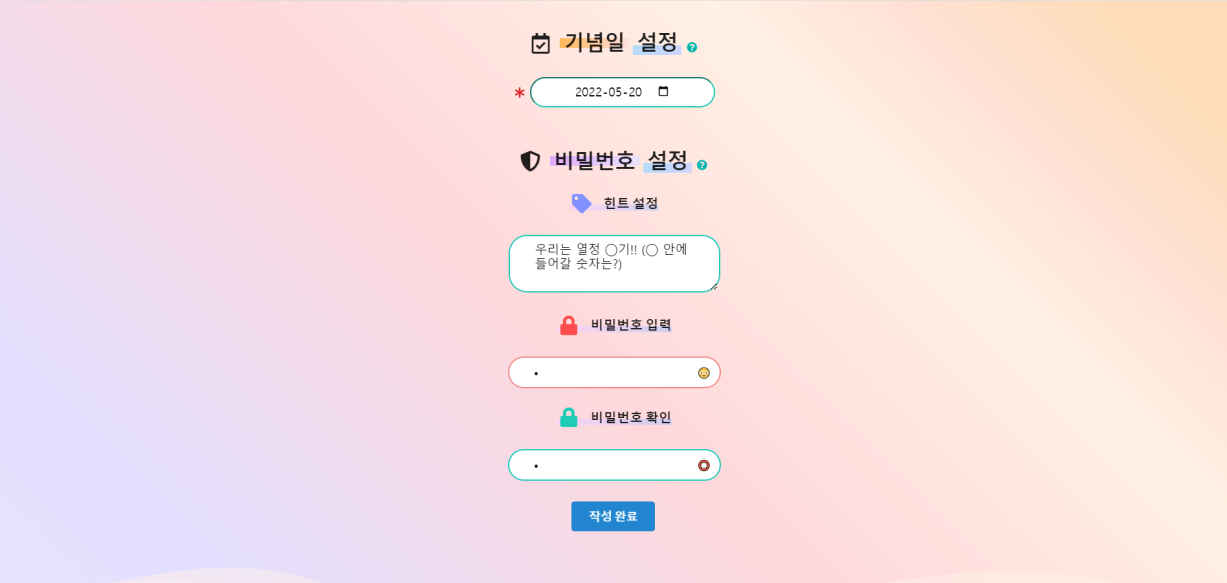 기념일 설정
2022-05-20
비밀번호 설정
힌트 설정
우리는 열정 ◯기!! (◯ 안에
들어갈 숫자는?)
비밀번호 입력
비밀번호 확인
작성 완료